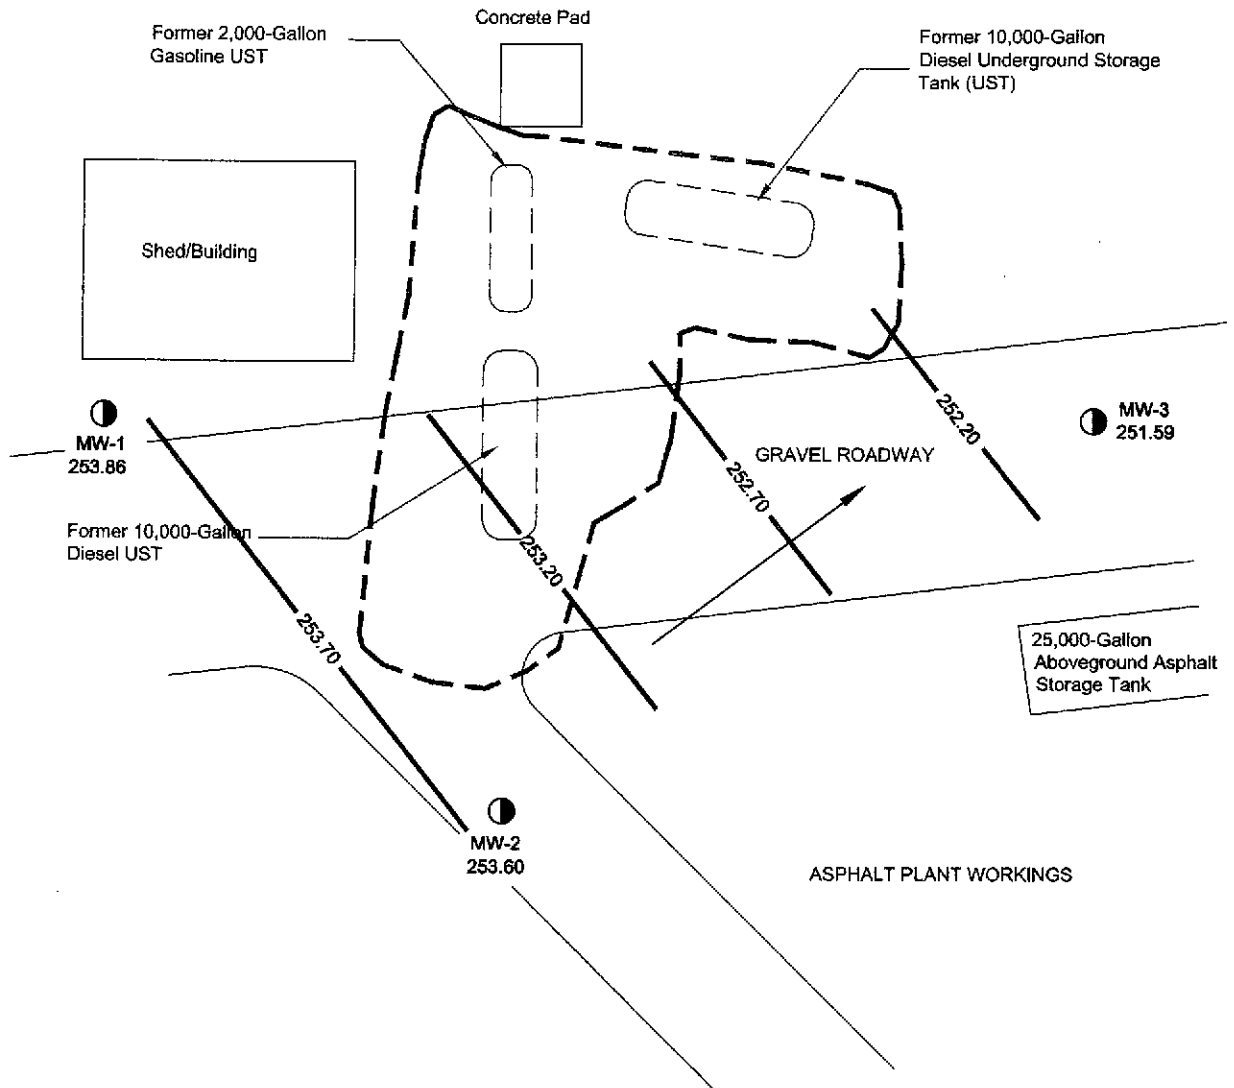 Concrete Pad
Former 2,000-Gallon
Gasoline UST
Former 10,000-Gallon
Diesel Underground Storage
Tank (UST)
Shed/Building
MW-1
253.86
252.20
MW-3
251.59
GRAVEL ROADWAY
252.70
Former 10,000-Gallon
Diesel UST
253.20
253.70
25,000-Gallon
Aboveground Asphalt
Storage Tank
MW-2
253.60
ASPHALT PLANT WORKINGS